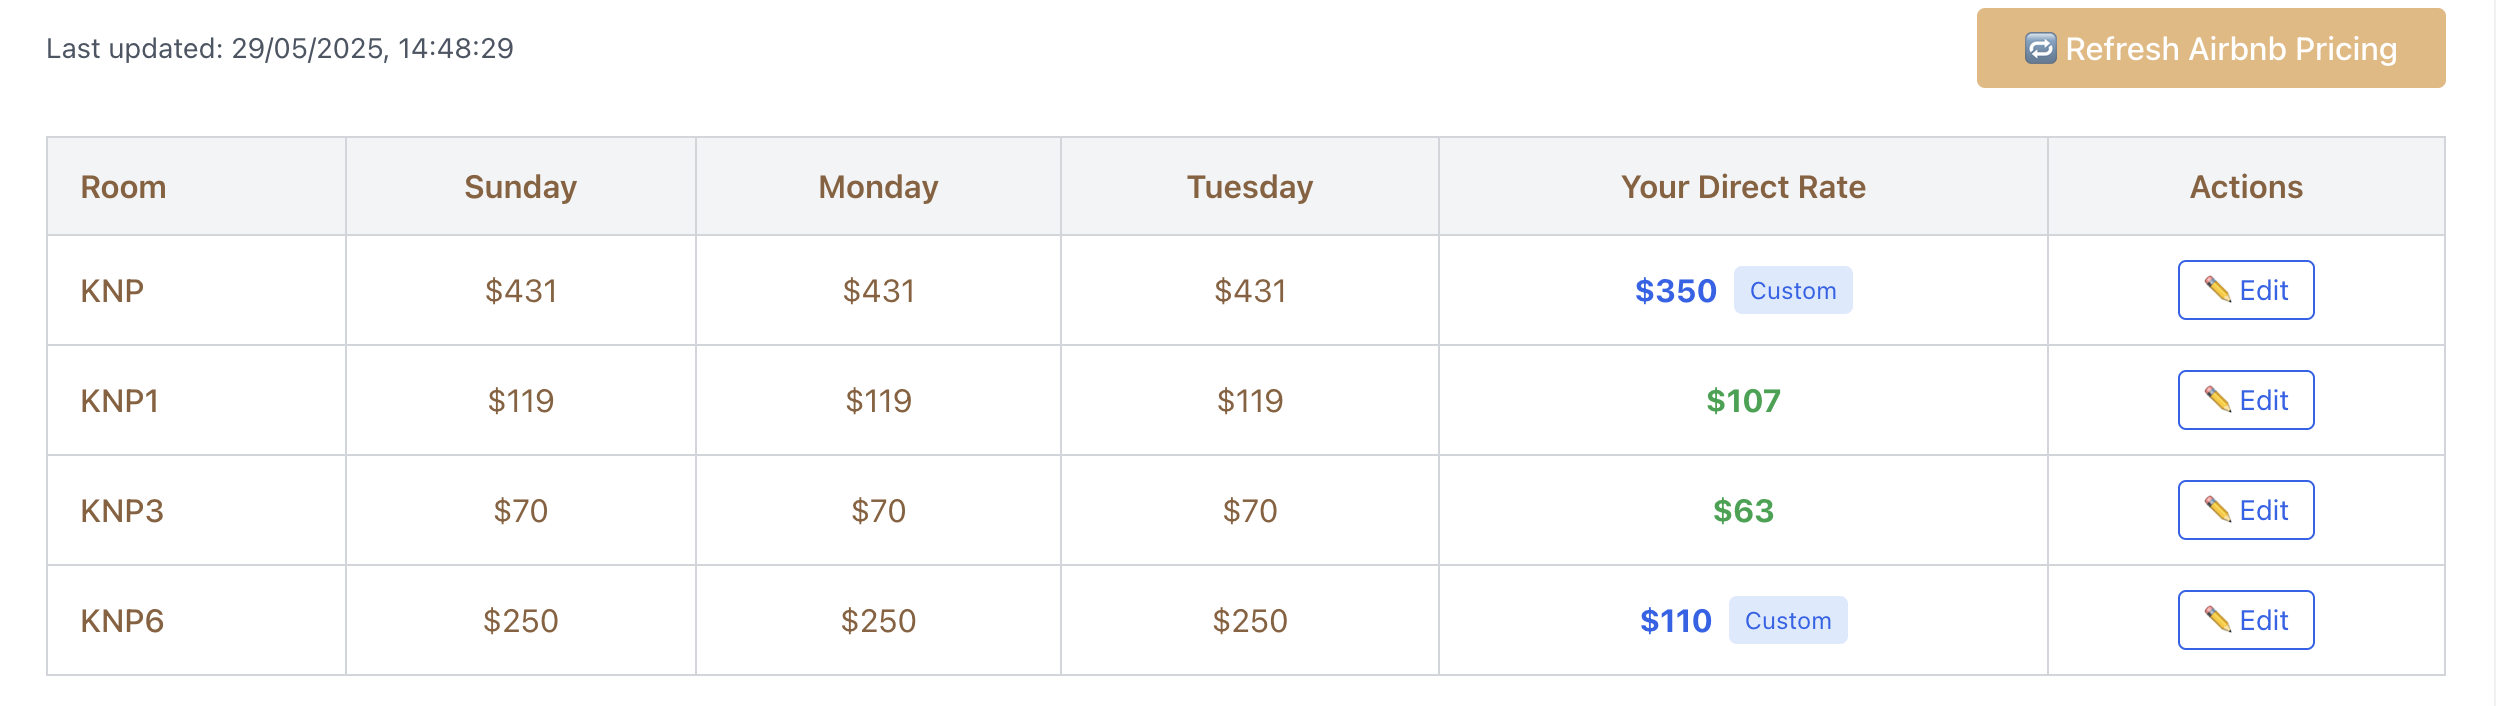 Last updated: 29/05/2025, 14:48:29
🔁 Refresh Airbnb Pricing
Room Sunday Monday Tuesday Your Direct Rate Actions
KNP $431 $431 $431 $350 Custom ✏️ Edit
KNP1 $119 $119 $119 $107 ✏️ Edit
KNP3 $70 $70 $70 $63 ✏️ Edit
KNP6 $250 $250 $250 $110 Custom ✏️ Edit